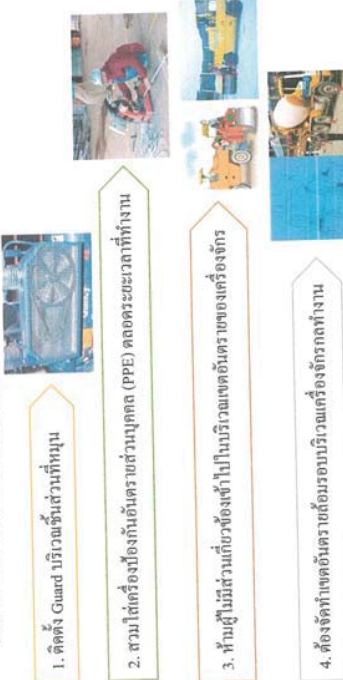 1. ติดตั้ง Guard บริเวณชิ้นส่วนที่หมุน
2. สวมใส่เครื่องป้องกันอันตรายส่วนบุคคล (PPE) ตลอดระยะเวลาที่ทำงาน
3. ห้ามผู้ไม่มีส่วนเกี่ยวข้องเข้าไปในบริเวณเขตอันตรายของเครื่องจักร
4. ต้องจัดทำเขตอันตรายล้อมรอบบริเวณเครื่องจักรกลทำงาน